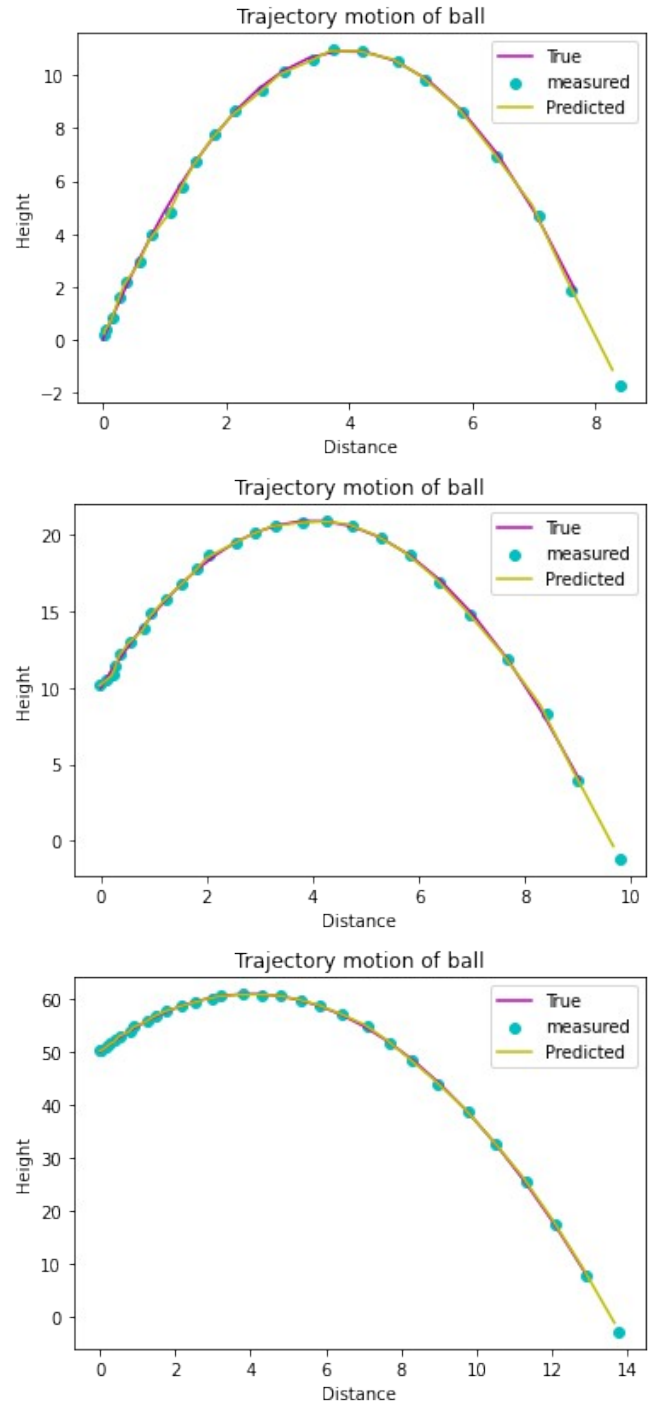 Trajectory motion of ball
True
measured
Predicted
10
8
6
4
2
0
−2
Height
0 2 4 6 8
Distance
Trajectory motion of ball
True
measured
Predicted
20
15
10
5
0
Height
0 2 4 6 8 10
Distance
Trajectory motion of ball
True
measured
Predicted
60
50
40
30
20
10
0
Height
0 2 4 6 8 10 12 14
Distance